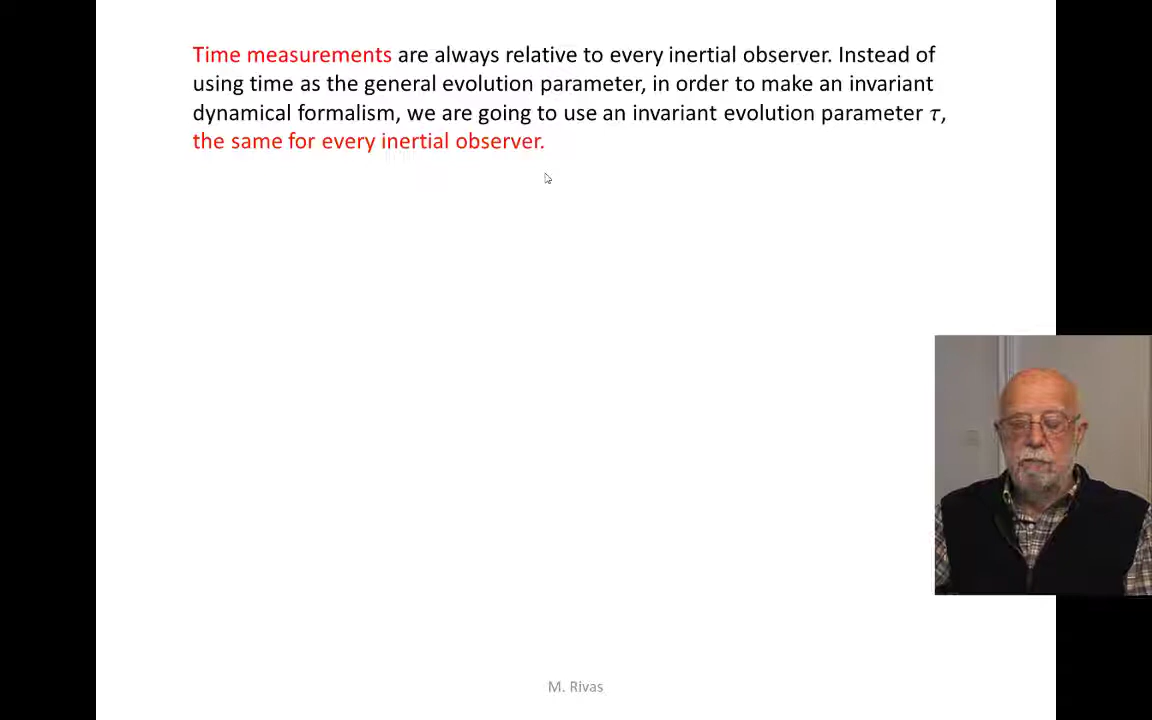 Time measurements are always relative to every inertial observer. Instead of
using time as the general evolution parameter, in order to make an invariant
dynamical formalism, we are going to use an invariant evolution parameter τ,
the same for every inertial observer.
M. Rivas